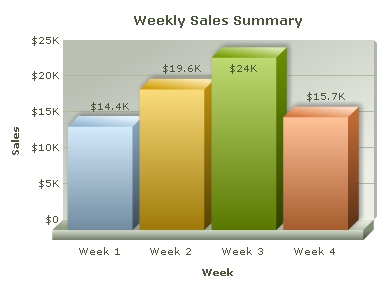 Weekly Sales Summary
$25K
$20K
$15K
$10K
$5K
$0
Sales
$14.4K
$19.6K
$24K
$15.7K
Week 1
Week 2
Week 3
Week 4
Week